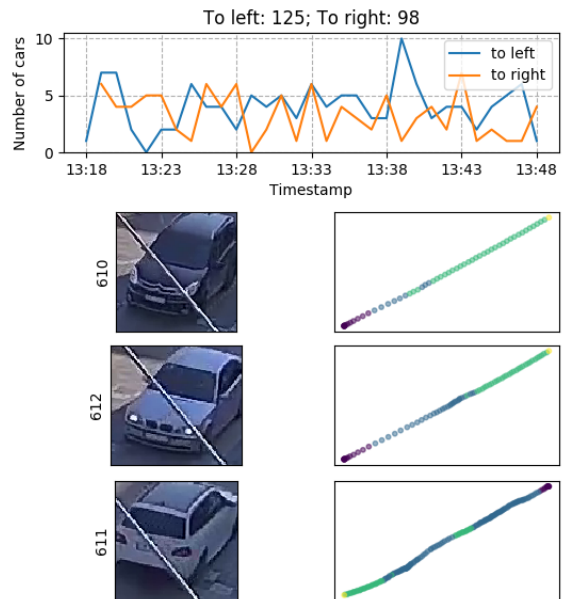 To left: 125; To right: 98
Number of cars
10
5
0
to left
to right
13:18 13:23 13:28 13:33 13:38 13:43 13:48
Timestamp
610
612
611